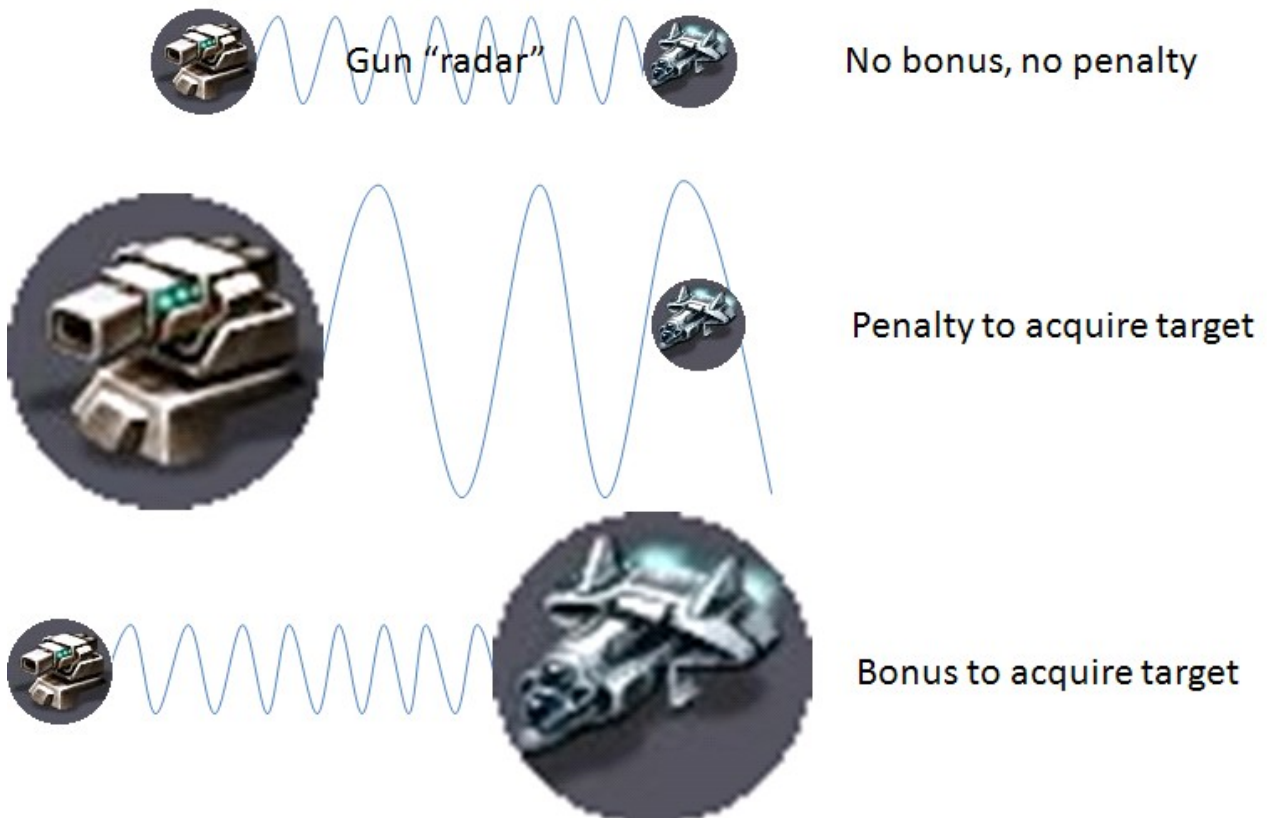 Gun “radar”
No bonus, no penalty
Penalty to acquire target
Bonus to acquire target